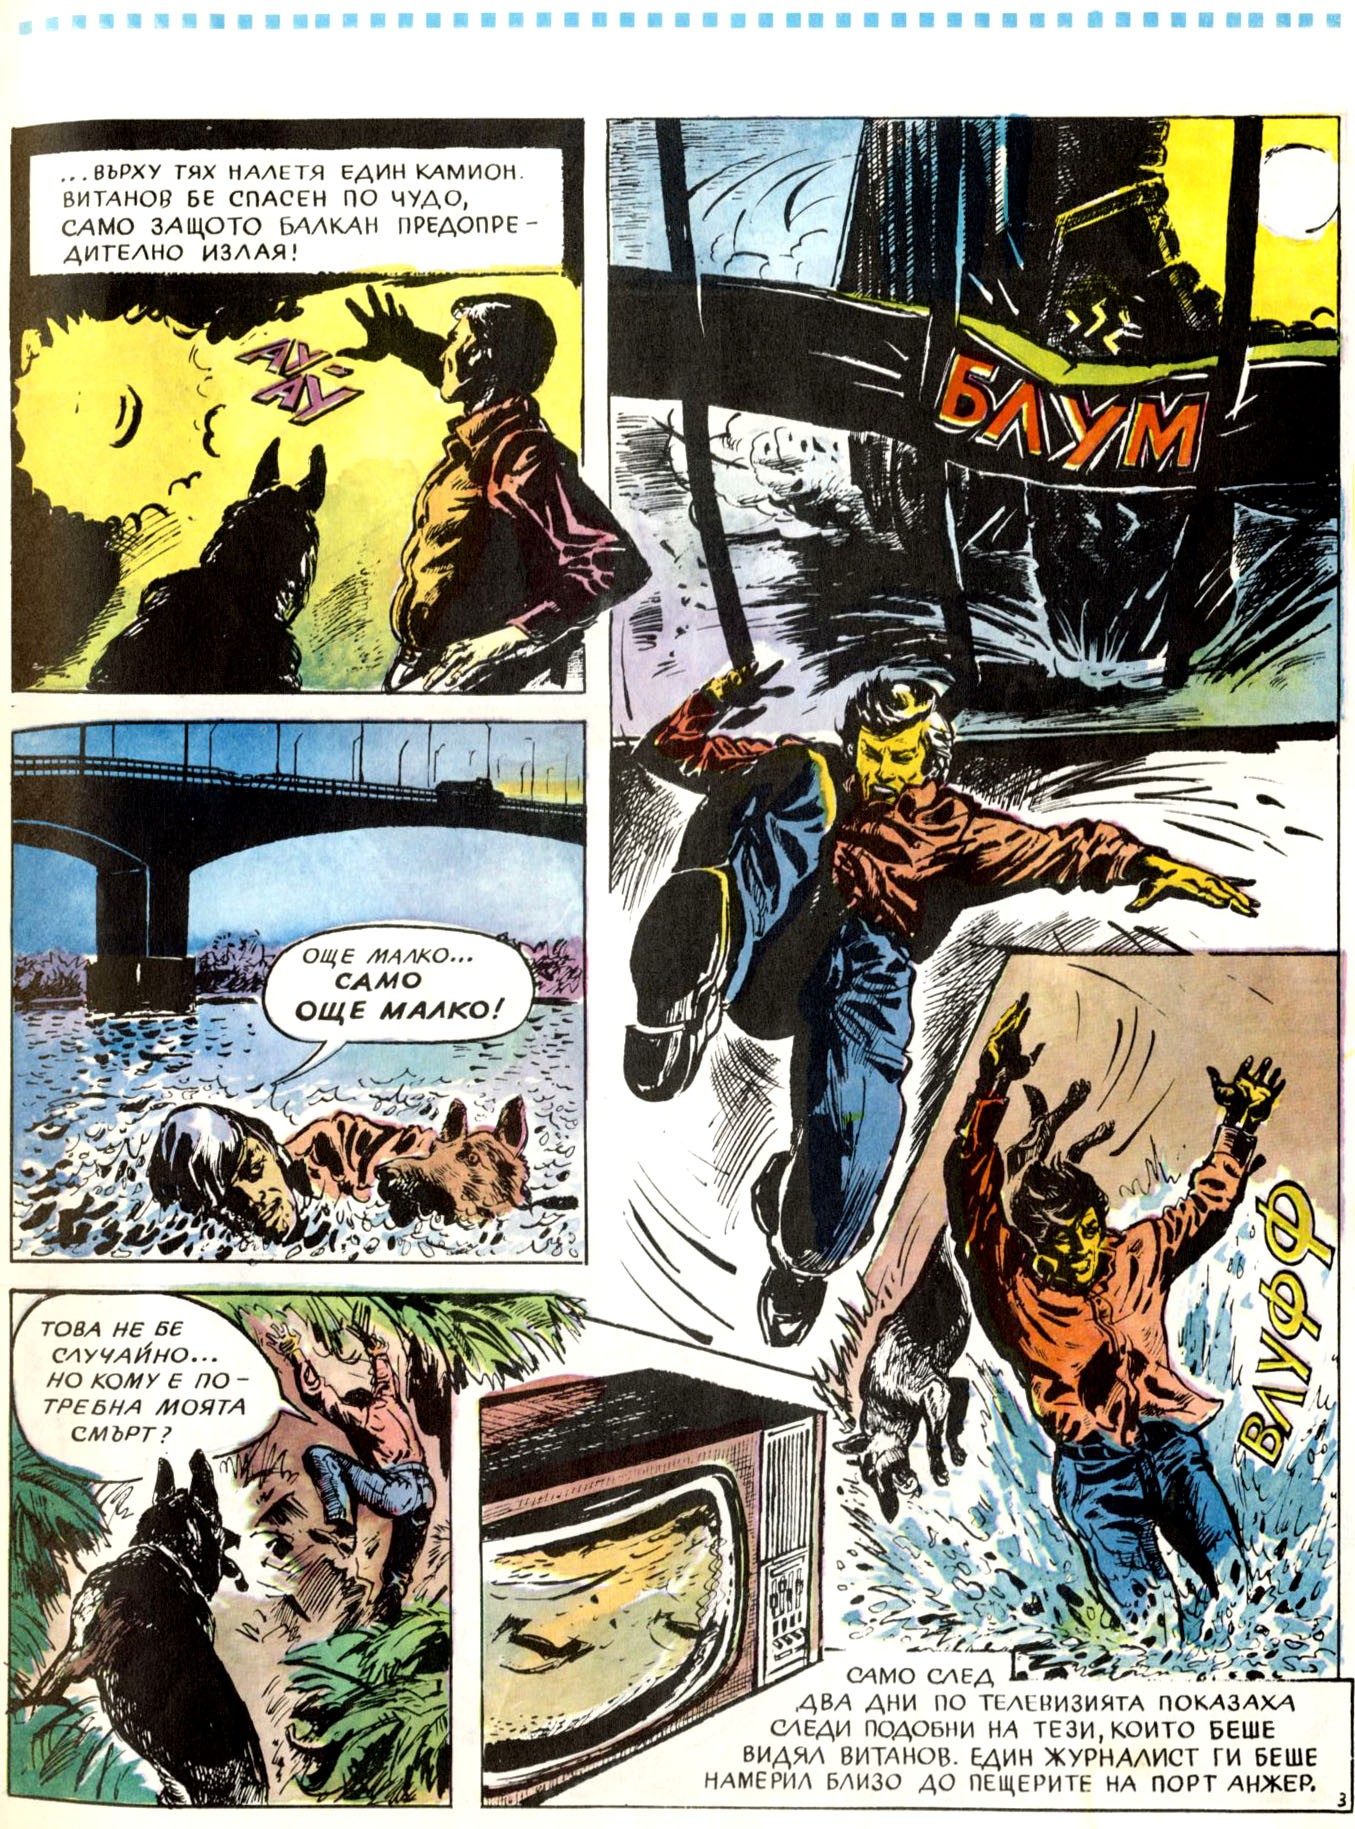 ...ВЪРХУ ТЯХ НАЛЕТЯ ЕДИН КАМИОН.
ВИТАНОВ БЕ СПАСЕН ПО ЧУДО,
САМО ЗАЩОТО БАЛКАН ПРЕДОПРЕ-
ДИТЕЛНО ИЗЛАЯ!
АУ-
АУ
БЛУМ
ВЛУФФ
ОЩЕ МАЛКО...
САМО
ОЩЕ МАЛКО!
ТОВА НЕ БЕ
СЛУЧАЙНО...
НО КОМУ Е ПО-
ТРЕБНА МОЯТА
СМЪРТ?
САМО СЛЕД
ДВА ДНИ ПО ТЕЛЕВИЗИЯТА ПОКАЗАХА
СЛЕДИ ПОДОБНИ НА ТЕЗИ, КОИТО БЕШЕ
ВИДЯЛ ВИТАНОВ. ЕДИН ЖУРНАЛИСТ ГИ БЕШЕ
НАМЕРИЛ БЛИЗО ДО ПЕЩЕРИТЕ НА ПОРТ АНЖЕР.
3